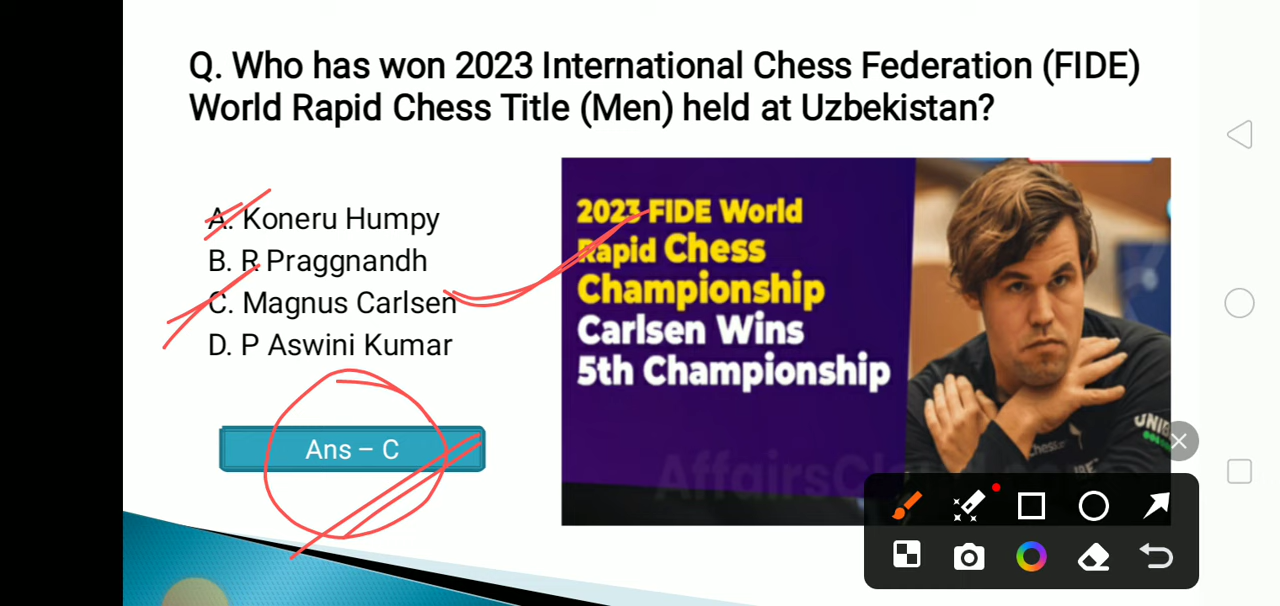 Q. Who has won 2023 International Chess Federation (FIDE)
World Rapid Chess Title (Men) held at Uzbekistan?
A. Koneru Humpy
B. R Praggnandh
C. Magnus Carlsen
D. P Aswini Kumar
Ans – C
2023 FIDE World
Rapid Chess
Championship
Carlsen Wins
5th Championship